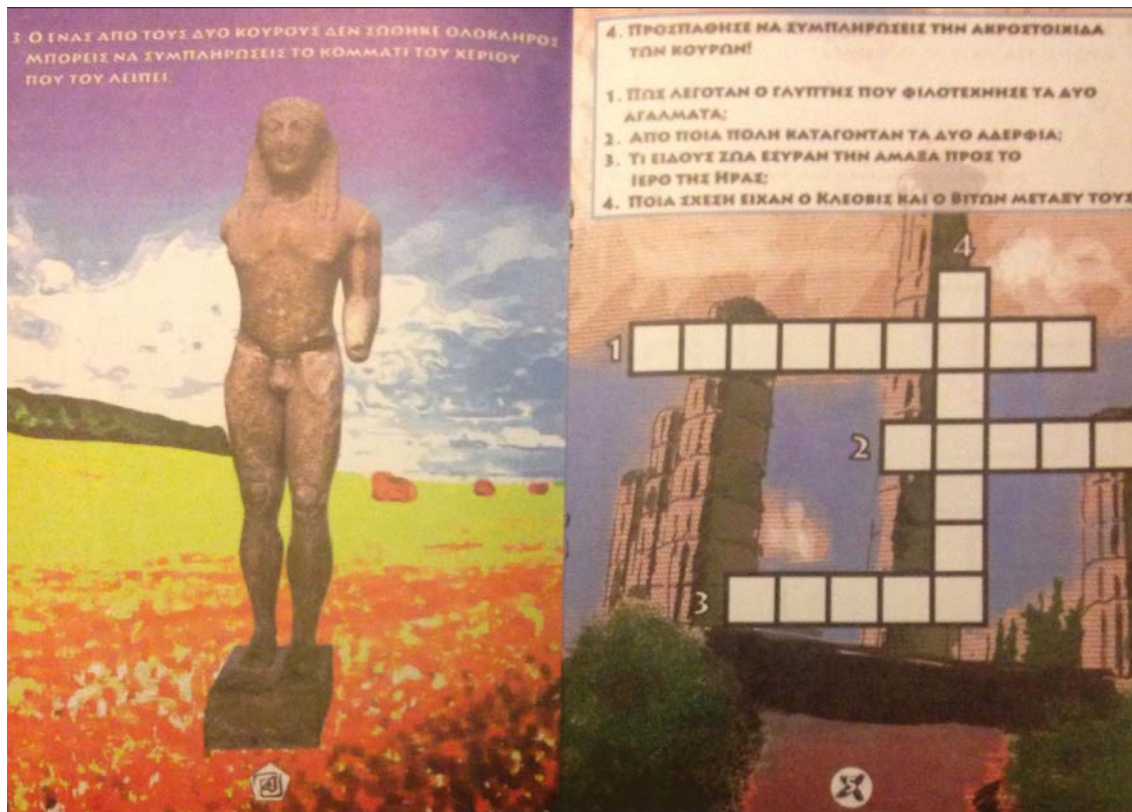 3. Ο ΕΝΑΣ ΑΠΟ ΤΟΥΣ ΔΥΟ ΚΟΥΡΟΥΣ ΔΕΝ ΣΩΘΗΚΕ ΟΛΟΚΛΗΡΟΣ
ΜΠΟΡΕΙΣ ΝΑ ΣΥΜΠΛΗΡΩΣΕΙΣ ΤΟ ΚΟΜΜΑΤΙ ΤΟΥ ΧΕΡΙΟΥ
ΠΟΥ ΤΟΥ ΛΕΙΠΕΙ
4
4. ΠΡΟΣΠΑΘΗΣΕ ΝΑ ΣΥΜΠΛΗΡΩΣΕΙΣ ΤΗΝ ΑΚΡΟΣΤΟΙΧΙΔΑ
ΤΩΝ ΚΟΥΡΩΝ!
1. ΠΩΣ ΛΕΓΟΤΑΝ Ο ΓΛΥΠΤΗΣ ΠΟΥ ΦΙΛΟΤΕΧΝΗΣΕ ΤΑ ΔΥΟ
ΑΓΑΛΜΑΤΑ;
2. ΑΠΟ ΠΟΙΑ ΠΟΛΗ ΚΑΤΑΓΟΝΤΑΝ ΤΑ ΔΥΟ ΑΔΕΡΦΙΑ;
3. ΤΙ ΕΙΔΟΥΣ ΖΩΑ ΕΣΥΡΑΝ ΤΗΝ ΑΜΑΞΑ ΠΡΟΣ ΤΟ
ΙΕΡΟ ΤΗΣ ΗΡΑΣ;
4. ΠΟΙΑ ΣΧΕΣΗ ΕΙΧΑΝ Ο ΚΛΕΟΒΙΣ ΚΑΙ Ο ΒΙΤΩΝ ΜΕΤΑΞΥ ΤΟΥΣ
4
1
2
3